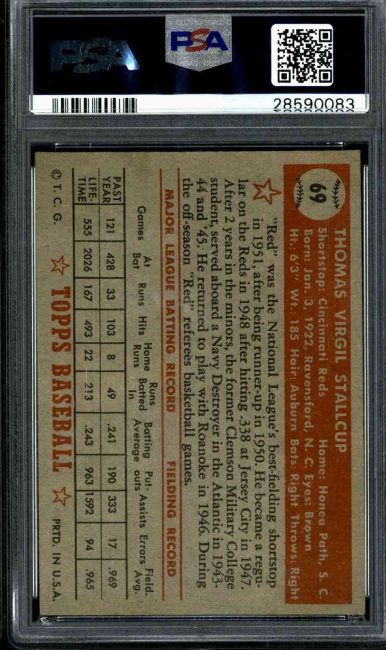 PSA
PSA
28590083
69
THOMAS VIRGIL STALLCUP
Shortstop: Cincinnati Reds Home: Honea Path, S. C.
Born: Jan. 3, 1922, Ravensford, N. C. Eyes: Brown
Ht.: 6'3" Wt.: 185 Hair: Auburn Bats: Right Throws: Right
"Red" was the National League's best-fielding shortstop
in 1951, after being runner-up in 1950. He became a regu-
lar on the Reds in 1948 after hitting .338 at Jersey City in 1947.
After 2 years in the minors, the former Clemson Military College
student, served aboard a Navy Destroyer in the Atlantic in 1943-
44 and '45. He returned to play with Roanoke in 1946. During
the off-season "Red" referees basketball games.
MAJOR LEAGUE BATTING RECORD FIELDING RECORD
Games At Bat Runs Hits Home Runs Runs Batted In Batting Average Put outs Assists Errors Field. Avg.
PAST YEAR 121 428 33 103 8 49 .241 190 333 17 .969
LIFE-TIME 555 2026 167 493 22 213 .243 963 1592 94 .965
© T. C. G. TOPPS BASEBALL PRTD. IN U.S.A.